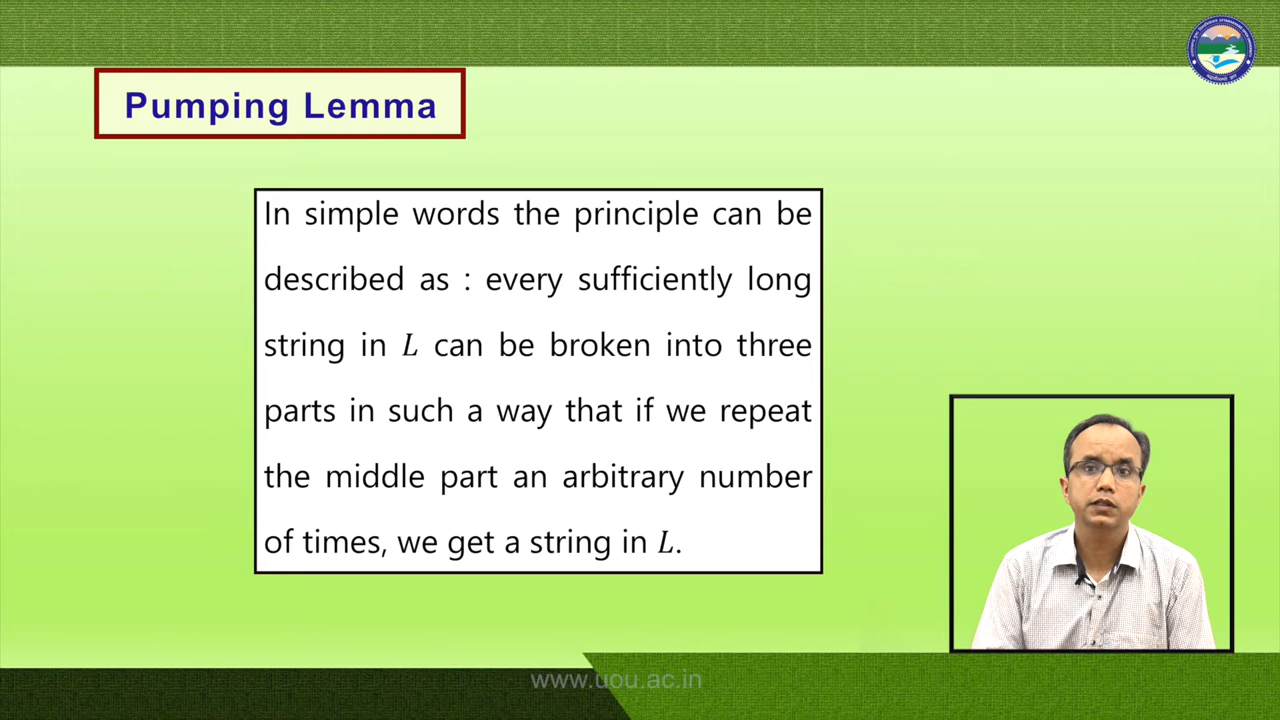 Pumping Lemma
In simple words the principle can be
described as : every sufficiently long
string in L can be broken into three
parts in such a way that if we repeat
the middle part an arbitrary number
of times, we get a string in L.
www.uou.ac.in